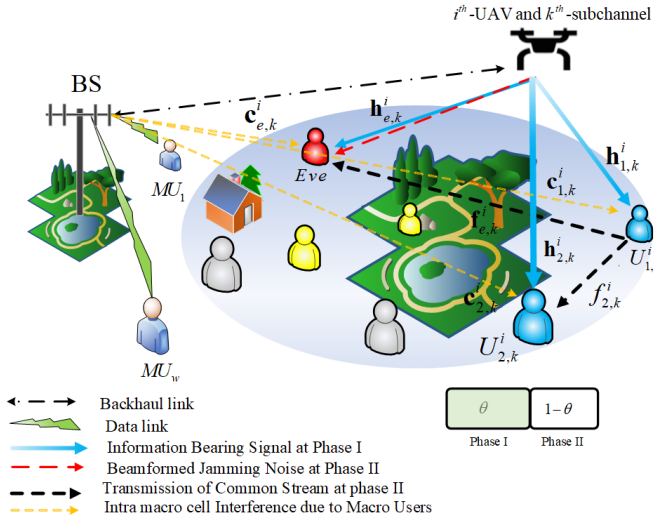 i^th-UAV and k^th-subchannel
BS
c^i_{e,k}
h^i_{e,k}
h^i_{1,k}
MU_1
Eve
c^i_{1,k}
f^i_{e,k}
h^i_{2,k}
U^i_{1,
f^i_{2,k}
c^i_{2,k}
U^i_{2,k}
MU_w
θ
1-θ
Phase I
Phase II
Backhaul link
Data link
Information Bearing Signal at Phase I
Beamformed Jamming Noise at Phase II
Transmission of Common Stream at phase II
Intra macro cell Interference due to Macro Users